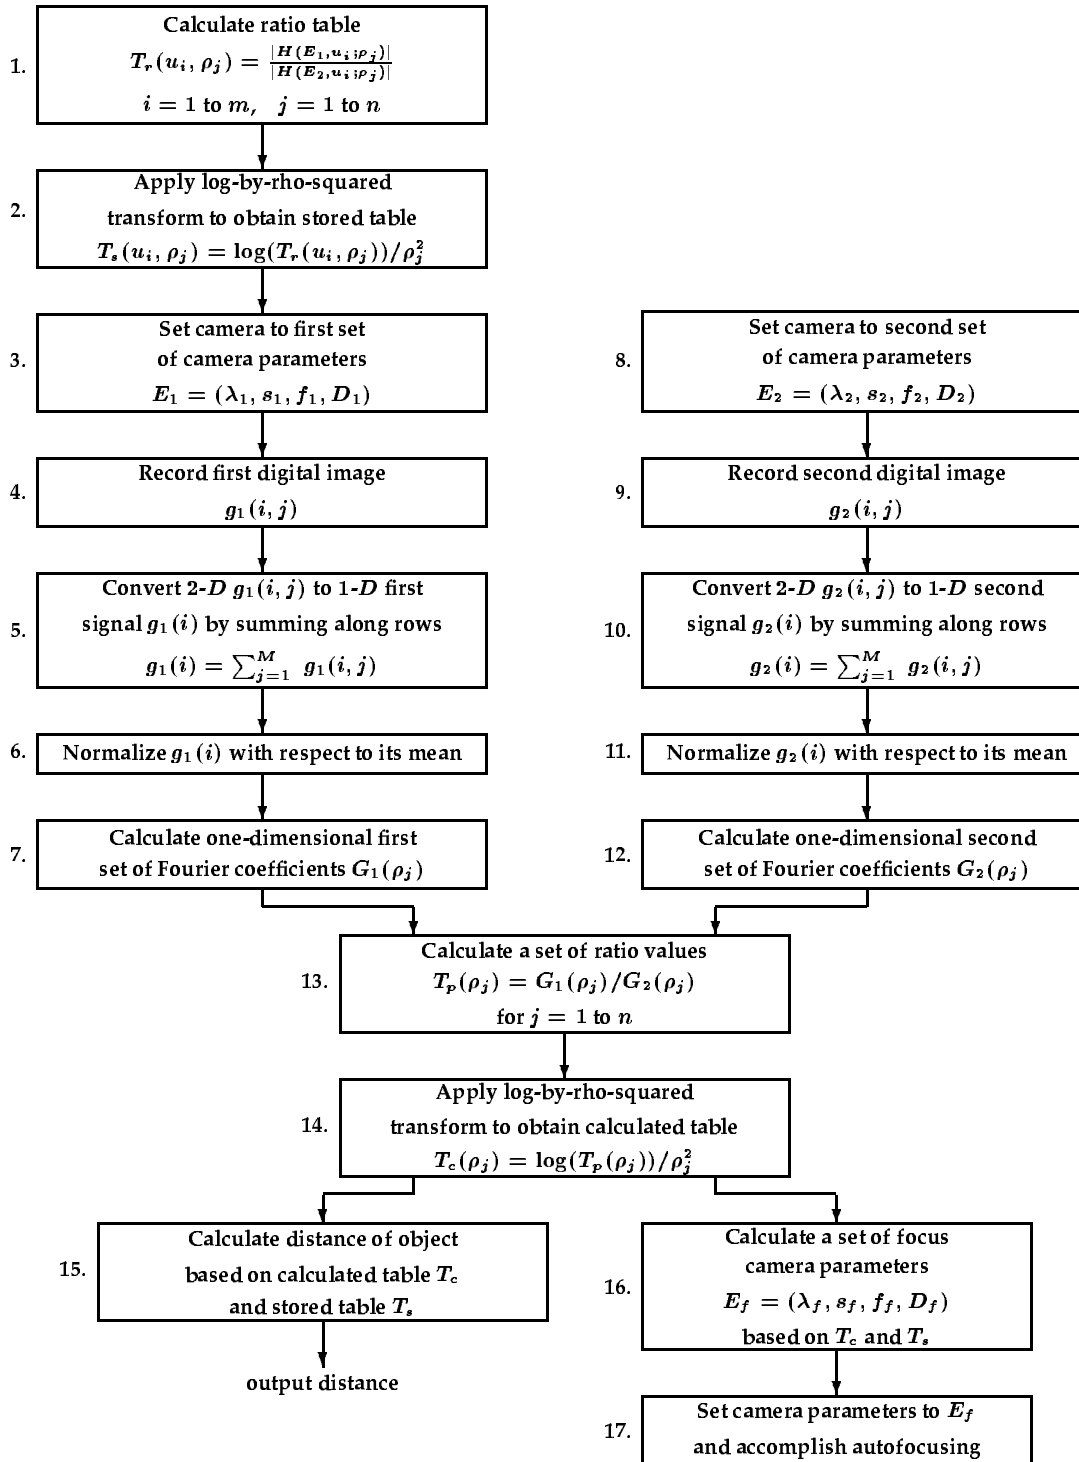 Calculate ratio table
1.
T_r(u_i, ρ_j) = |H(E_1,u_i;ρ_j)| / |H(E_2,u_i;ρ_j)|
i = 1 to m, j = 1 to n
Apply log-by-rho-squared
2.
transform to obtain stored table
T_s(u_i, ρ_j) = log(T_r(u_i, ρ_j))/ρ_j^2
Set camera to first set
3.
of camera parameters
E_1 = (λ_1, s_1, f_1, D_1)
Record first digital image
4.
g_1(i, j)
Convert 2-D g_1(i, j) to 1-D first
5.
signal g_1(i) by summing along rows
g_1(i) = ∑_{j=1}^{M} g_1(i, j)
6.
Normalize g_1(i) with respect to its mean
Calculate one-dimensional first
7.
set of Fourier coefficients G_1(ρ_j)
Set camera to second set
8.
of camera parameters
E_2 = (λ_2, s_2, f_2, D_2)
Record second digital image
9.
g_2(i, j)
Convert 2-D g_2(i, j) to 1-D second
10.
signal g_2(i) by summing along rows
g_2(i) = ∑_{j=1}^{M} g_2(i, j)
11.
Normalize g_2(i) with respect to its mean
Calculate one-dimensional second
12.
set of Fourier coefficients G_2(ρ_j)
Calculate a set of ratio values
13.
T_p(ρ_j) = G_1(ρ_j)/G_2(ρ_j)
for j = 1 to n
Apply log-by-rho-squared
14.
transform to obtain calculated table
T_c(ρ_j) = log(T_p(ρ_j))/ρ_j^2
Calculate distance of object
15.
based on calculated table T_c
and stored table T_s
output distance
Calculate a set of focus
camera parameters
16.
E_f = (λ_f, s_f, f_f, D_f)
based on T_c and T_s
Set camera parameters to E_f
17.
and accomplish autofocusing